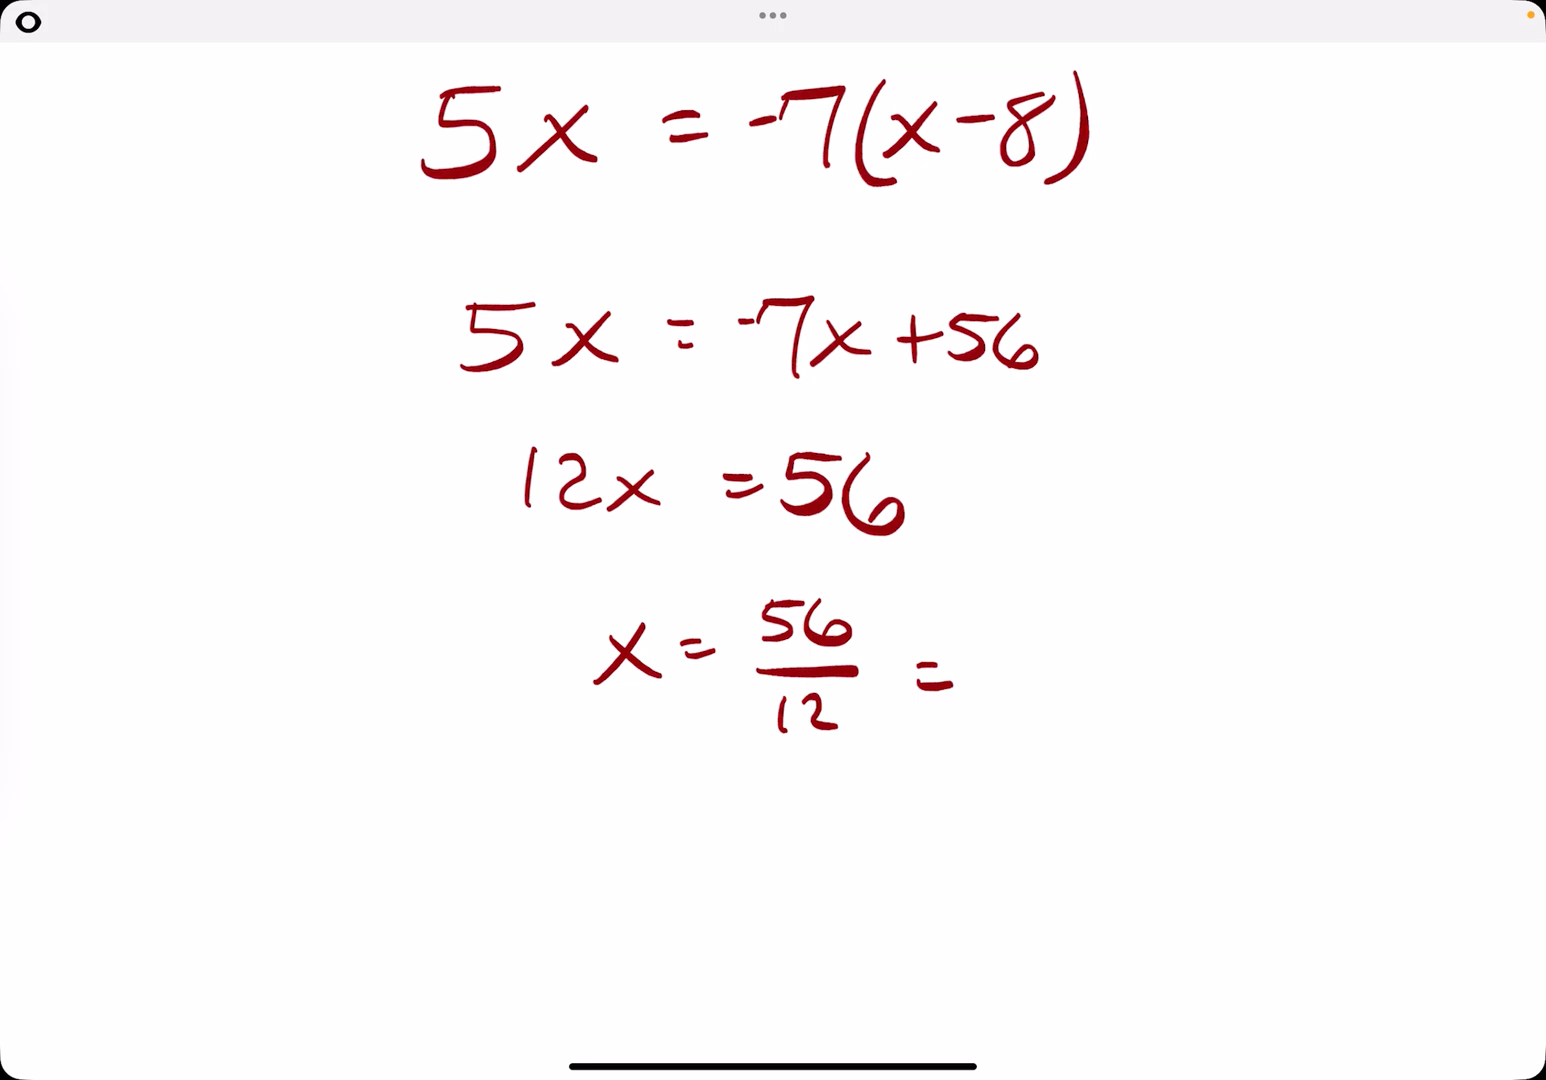 5x = -7(x-8)
5x = -7x +56
12x = 56
x = 56/12 =